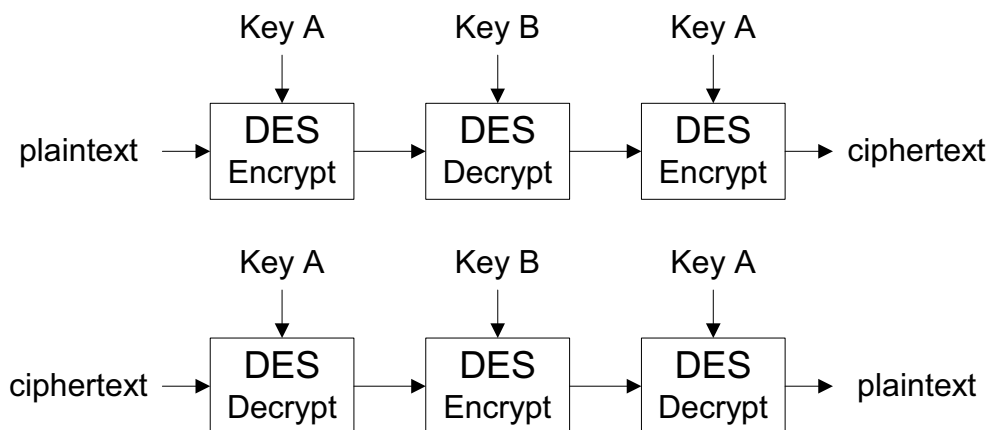 Key A Key B Key A
plaintext DES Encrypt DES Decrypt DES Encrypt ciphertext
Key A Key B Key A
ciphertext DES Decrypt DES Encrypt DES Decrypt plaintext